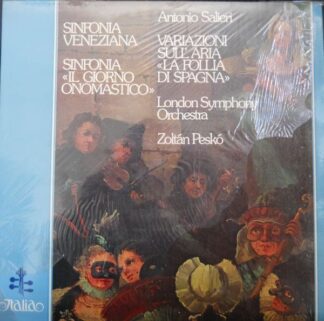 Antonio Salieri
SINFONIA
VENEZIANA
SINFONIA
«IL GIORNO
ONOMASTICO»
VARIAZIONI
SULL' ARIA
«LA FOLLIA
DI SPAGNA»
London Symphony
Orchestra
Zoltán Peskó
Italia